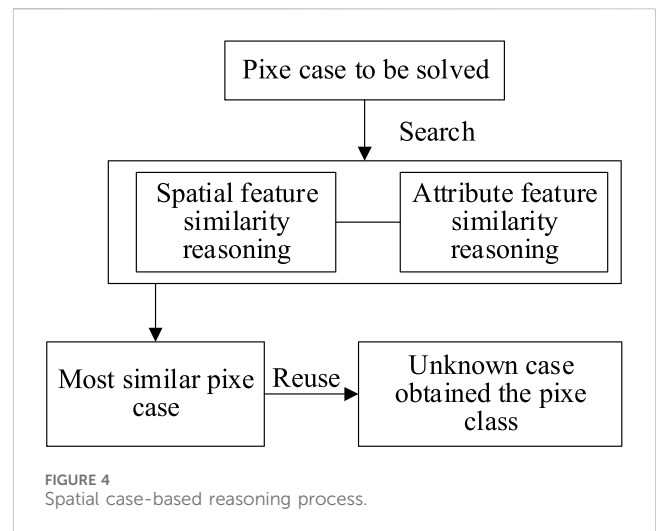 Pixe case to be solved
Search
Spatial feature
similarity
reasoning
Attribute feature
similarity
reasoning
Most similar pixe
case
Reuse
Unknown case
obtained the pixe
class
FIGURE 4
Spatial case-based reasoning process.